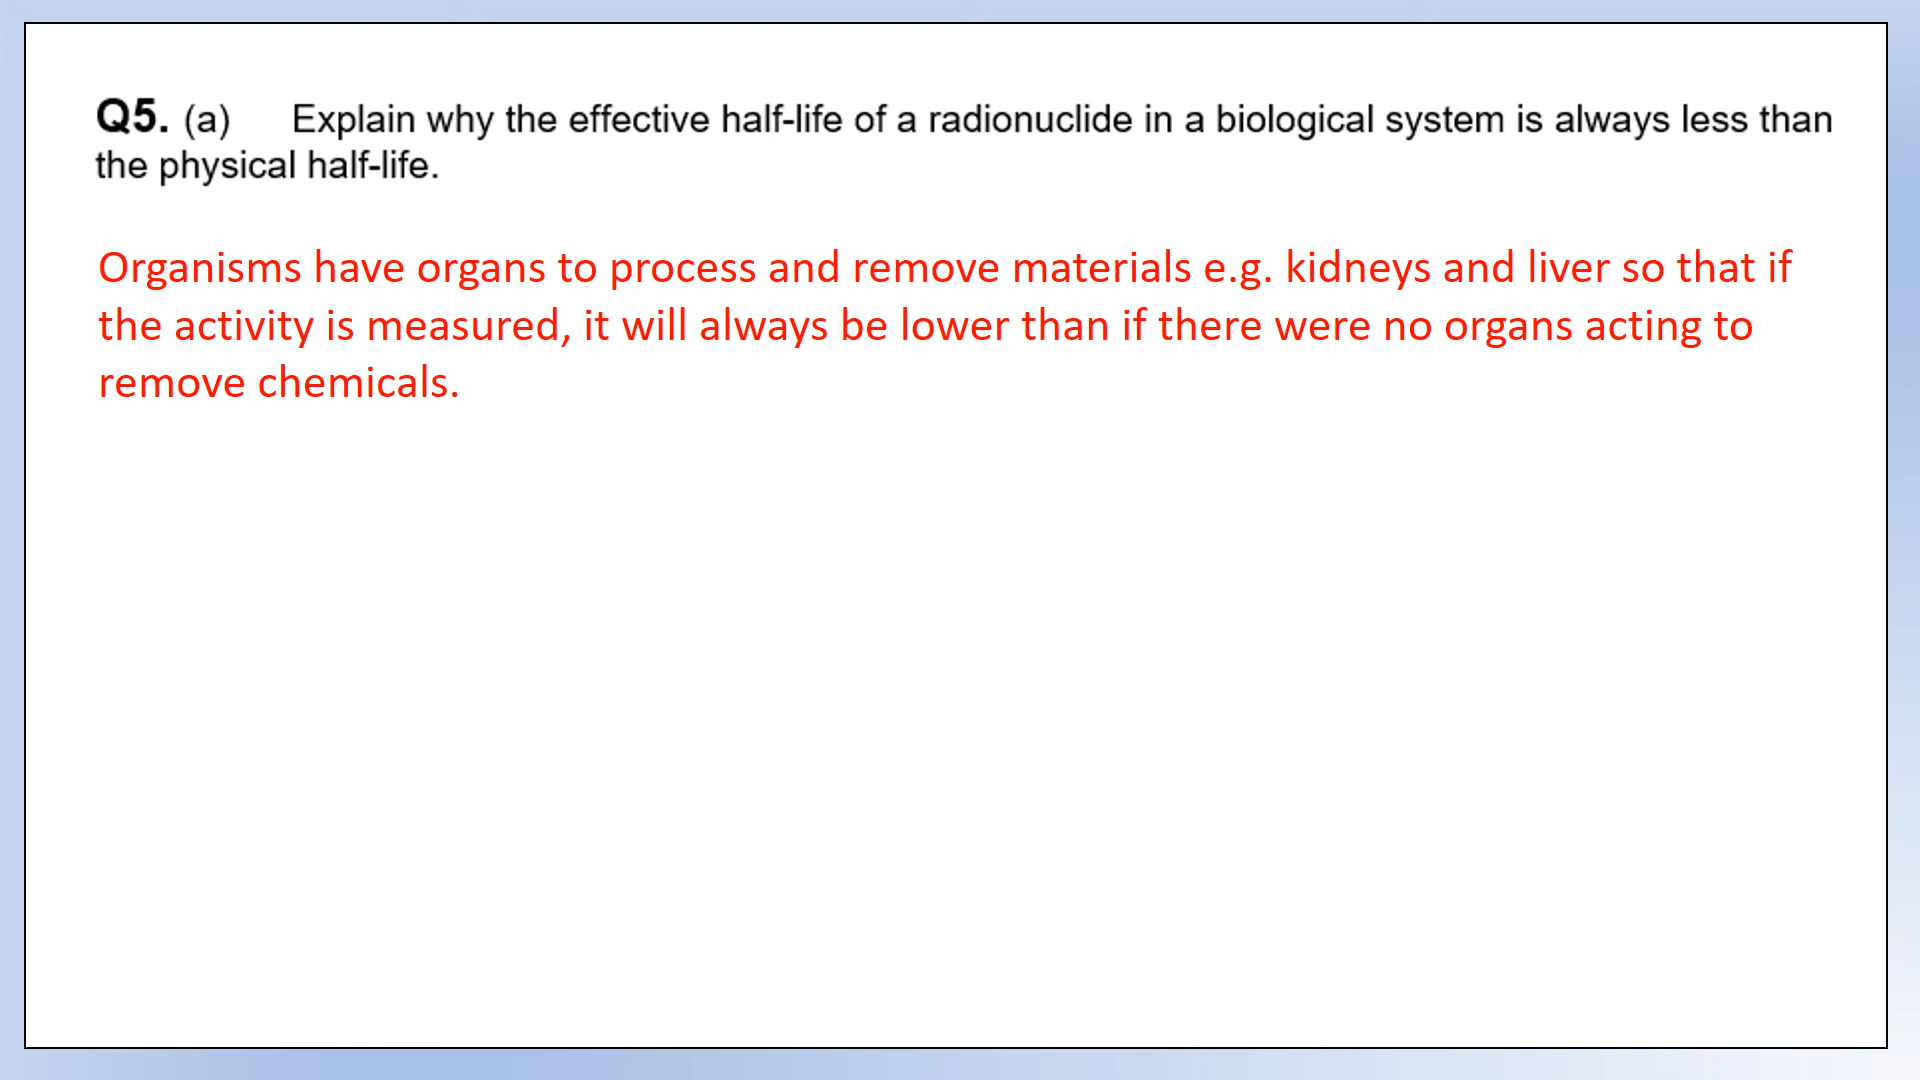 Q5. (a) Explain why the effective half-life of a radionuclide in a biological system is always less than
the physical half-life.
Organisms have organs to process and remove materials e.g. kidneys and liver so that if
the activity is measured, it will always be lower than if there were no organs acting to
remove chemicals.